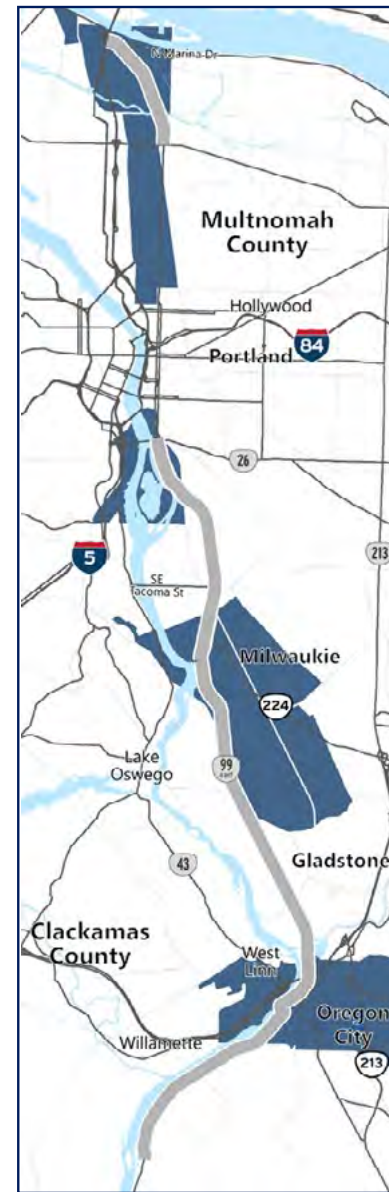 N Marina Dr
Multnomah
County
Hollywood
Portland
84
26
213
5
SE
Tacoma St
Milwaukie
224
Lake
Oswego
99
43
Gladstone
Clackamas
County
West
Linn
Oregon
City
Willamette
213